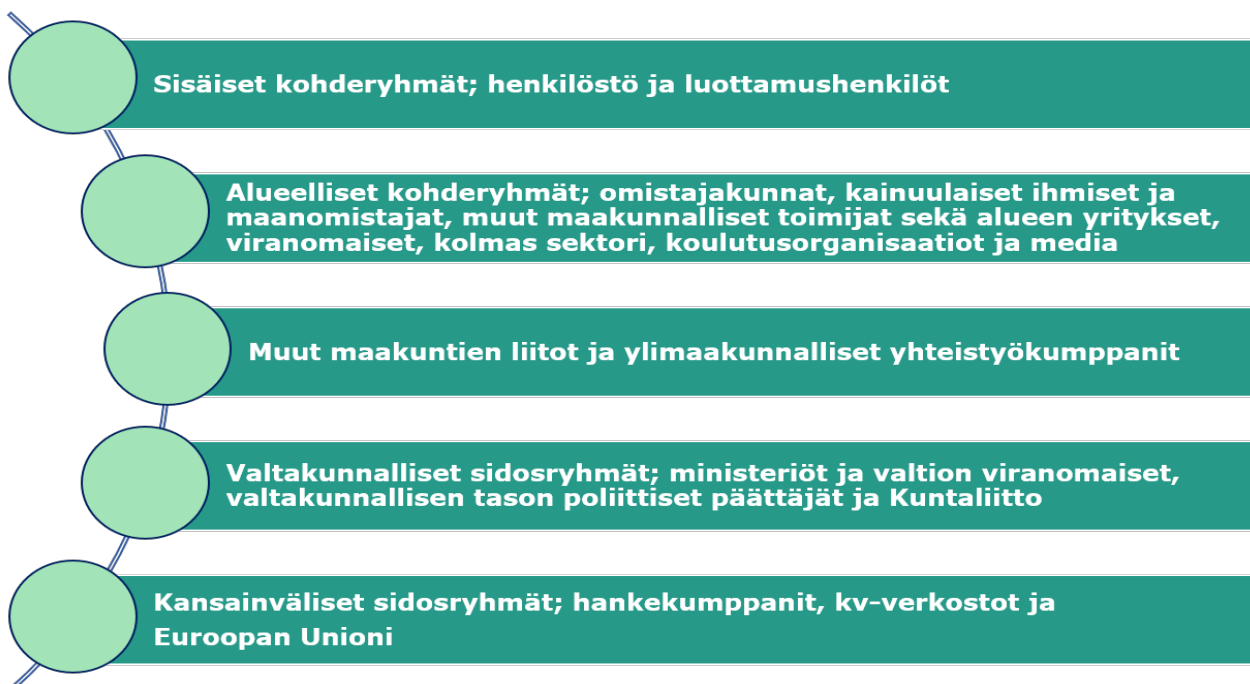 Sisäiset kohderyhmät; henkilöstö ja luottamushenkilöt
Alueelliset kohderyhmät; omistajakunnat, kainuulaiset ihmiset ja
maanomistajat, muut maakunnalliset toimijat sekä alueen yritykset,
viranomaiset, kolmas sektori, koulutusorganisaatiot ja media
Muut maakuntien liitot ja ylimaakunnalliset yhteistyökumppanit
Valtakunnalliset sidosryhmät; ministeriöt ja valtion viranomaiset,
valtakunnallisen tason poliittiset päättäjät ja Kuntaliitto
Kansainväliset sidosryhmät; hankekumppanit, kv-verkostot ja
Euroopan Unioni